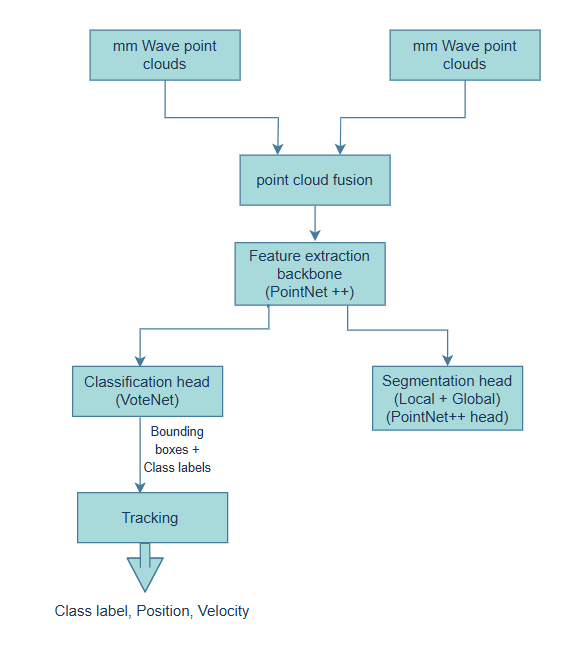 mm Wave point
clouds
mm Wave point
clouds
point cloud fusion
Feature extraction
backbone
(PointNet ++)
Classification head
(VoteNet)
Segmentation head
(Local + Global)
(PointNet++ head)
Bounding
boxes +
Class labels
Tracking
Class label, Position, Velocity